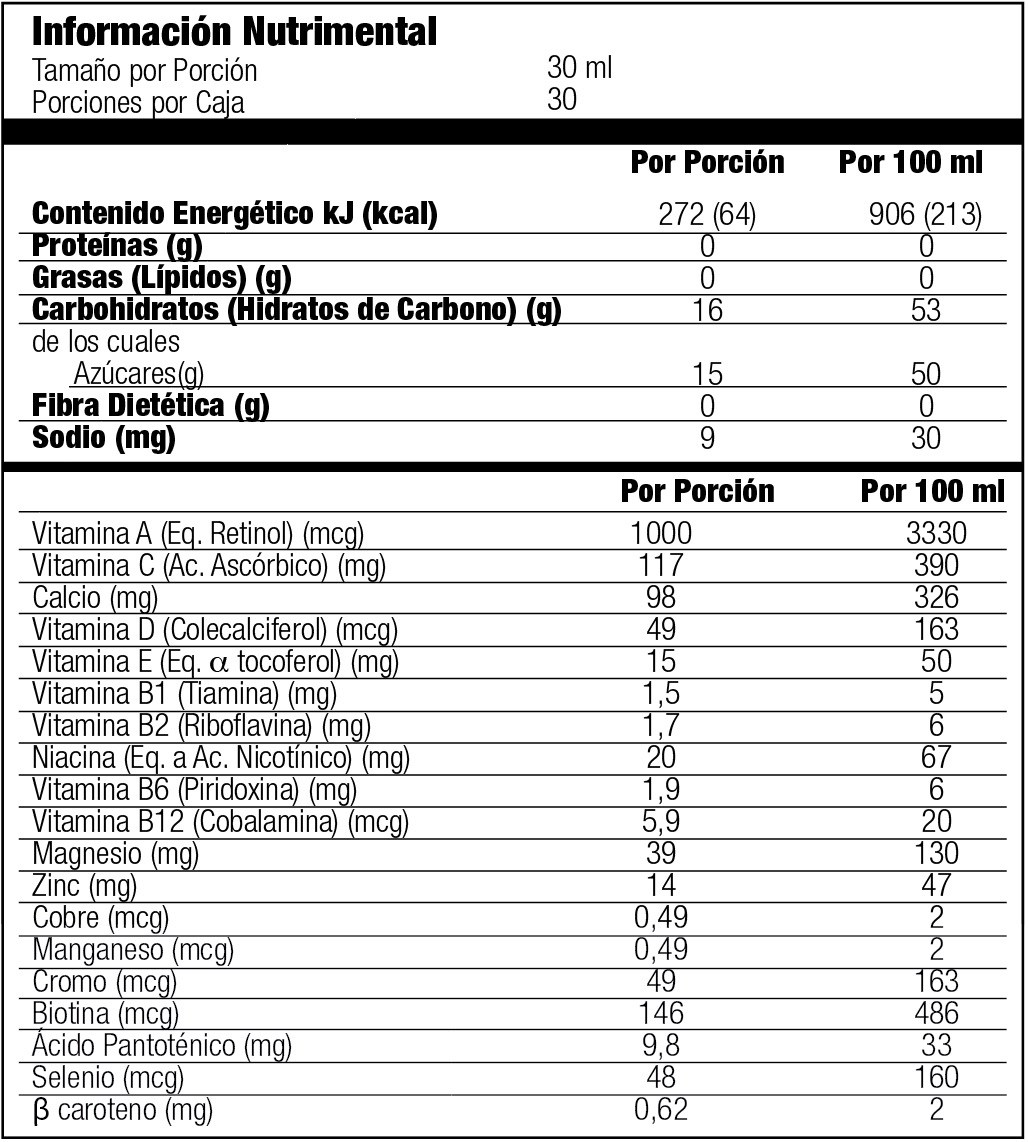 Información Nutrimental
Tamaño por Porción 30 ml
Porciones por Caja 30
Por Porción Por 100 ml
Contenido Energético kJ (kcal) 272 (64) 906 (213)
Proteínas (g) 0 0
Grasas (Lípidos) (g) 0 0
Carbohidratos (Hidratos de Carbono) (g) 16 53
de los cuales
Azúcares(g) 15 50
Fibra Dietética (g) 0 0
Sodio (mg) 9 30
Por Porción Por 100 ml
Vitamina A (Eq. Retinol) (mcg) 1000 3330
Vitamina C (Ac. Ascórbico) (mg) 117 390
Calcio (mg) 98 326
Vitamina D (Colecalciferol) (mcg) 49 163
Vitamina E (Eq. α tocoferol) (mg) 15 50
Vitamina B1 (Tiamina) (mg) 1,5 5
Vitamina B2 (Riboflavina) (mg) 1,7 6
Niacina (Eq. a Ac. Nicotínico) (mg) 20 67
Vitamina B6 (Piridoxina) (mg) 1,9 6
Vitamina B12 (Cobalamina) (mcg) 5,9 20
Magnesio (mg) 39 130
Zinc (mg) 14 47
Cobre (mcg) 0,49 2
Manganeso (mcg) 0,49 2
Cromo (mcg) 49 163
Biotina (mcg) 146 486
Ácido Pantoténico (mg) 9,8 33
Selenio (mcg) 48 160
β caroteno (mg) 0,62 2